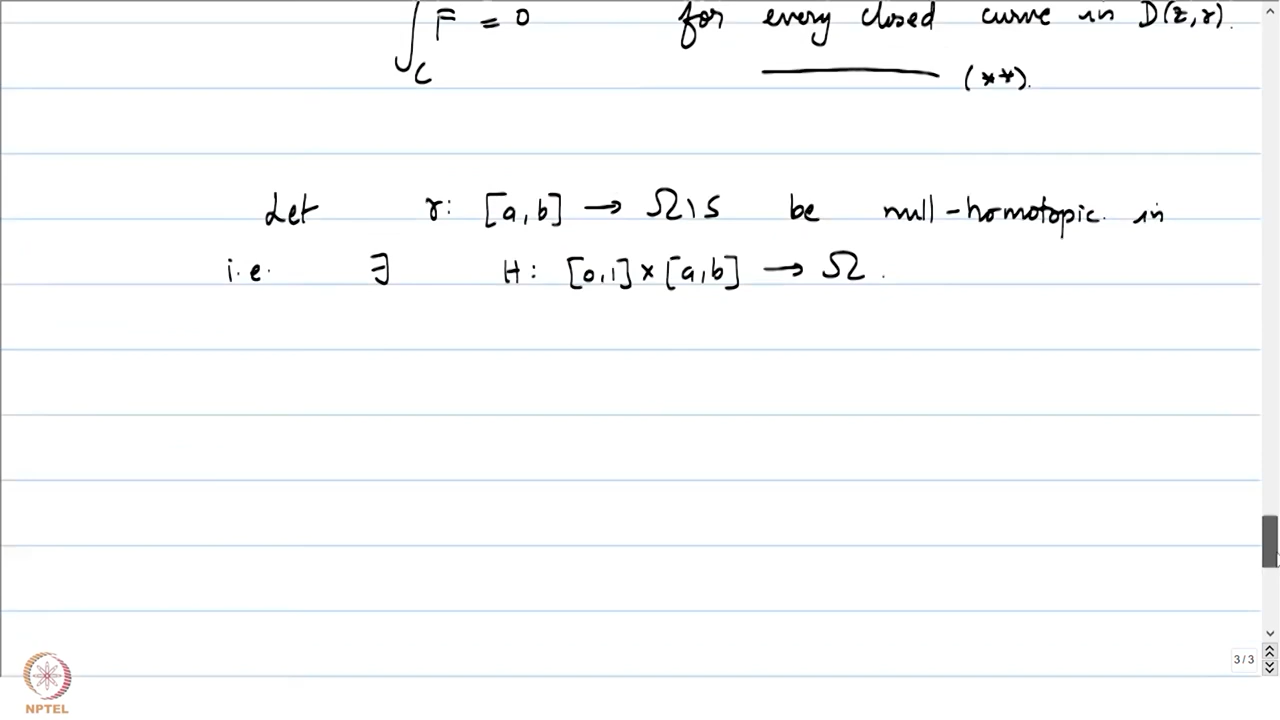 ∫_C F = 0 for every closed curve in D(z,r).
(**).
Let γ: [a,b] → Ω\S be null-homotopic. in
i.e. ∃ H: [0,1]×[a,b] → Ω.
3/3
NPTEL